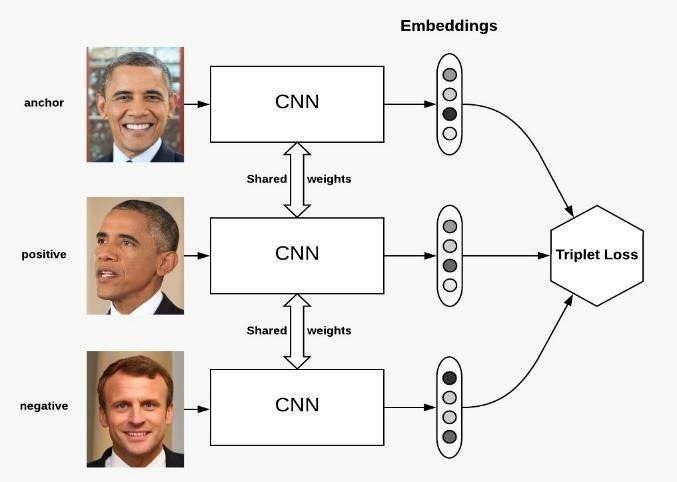 Embeddings
anchor
CNN
Shared weights
positive
CNN
Triplet Loss
Shared weights
negative
CNN